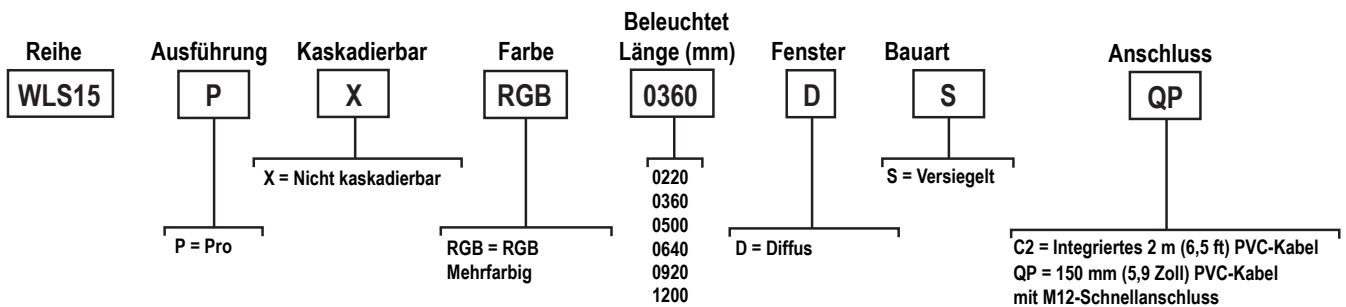 Reihe
WLS15
Ausführung
P
P = Pro
Kaskadierbar
X
X = Nicht kaskadierbar
Farbe
RGB
RGB = RGB
Mehrfarbig
Beleuchtet
Länge (mm)
0360
0220
0360
0500
0640
0920
1200
Fenster
D
D = Diffus
Bauart
S
S = Versiegelt
Anschluss
QP
C2 = Integriertes 2 m (6,5 ft) PVC-Kabel
QP = 150 mm (5,9 Zoll) PVC-Kabel
mit M12-Schnellanschluss